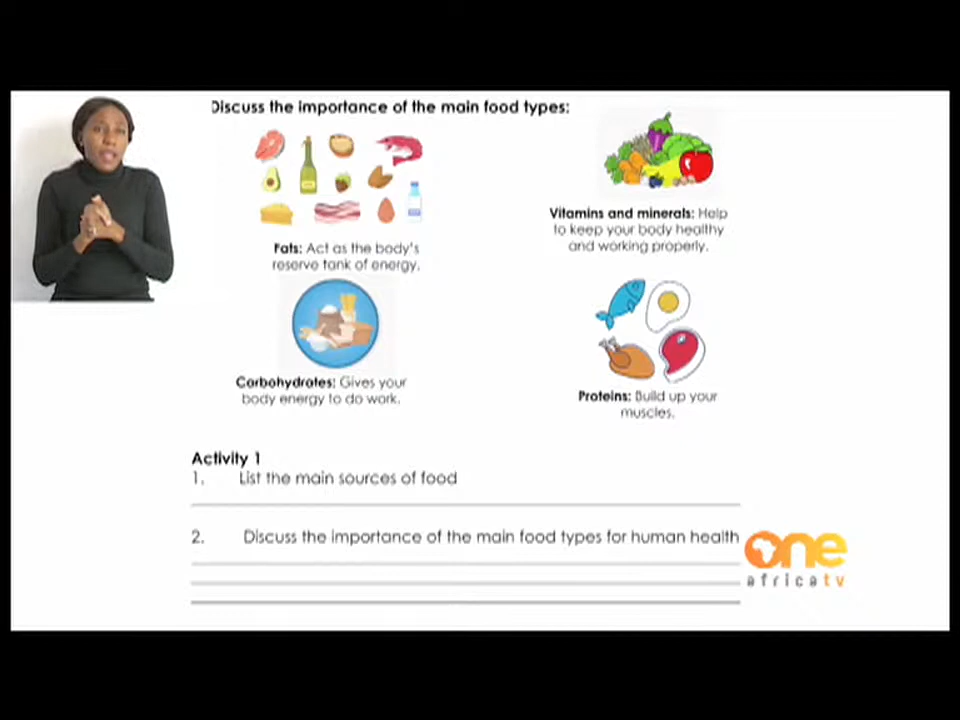 Discuss the importance of the main food types:
Fats: Act as the body's
reserve tank of energy.
Vitamins and minerals: Help
to keep your body healthy
and working properly.
Carbohydrates: Gives your
body energy to do work.
Proteins: Build up your
muscles.
Activity 1
1. List the main sources of food
2. Discuss the importance of the main food types for human health
one
africa tv